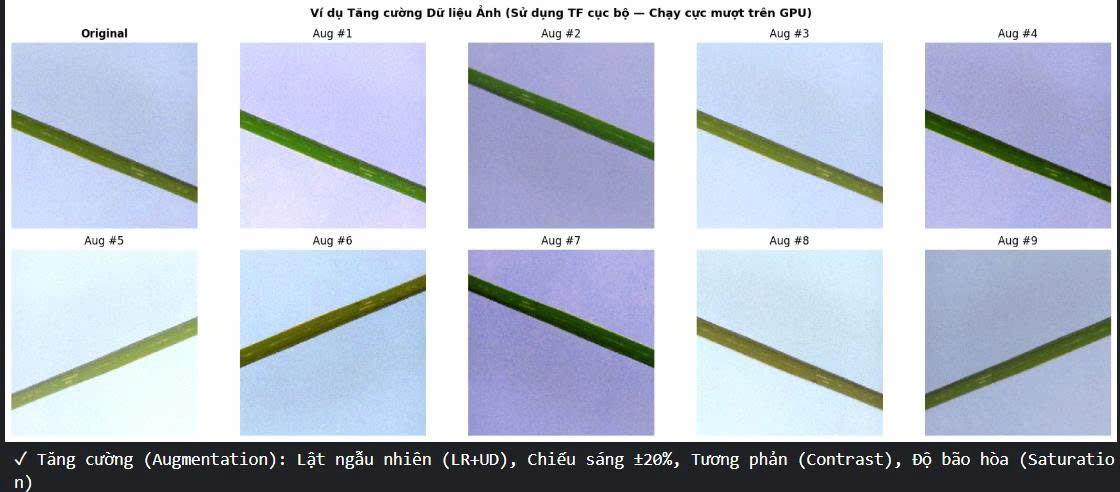 Ví dụ Tăng cường Dữ liệu Ảnh (Sử dụng TF cục bộ — Chạy cực mượt trên GPU)
Original
Aug #1
Aug #2
Aug #3
Aug #4
Aug #5
Aug #6
Aug #7
Aug #8
Aug #9
✓ Tăng cường (Augmentation): Lật ngẫu nhiên (LR+UD), Chiếu sáng ±20%, Tương phản (Contrast), Độ bão hòa (Saturatio
n)